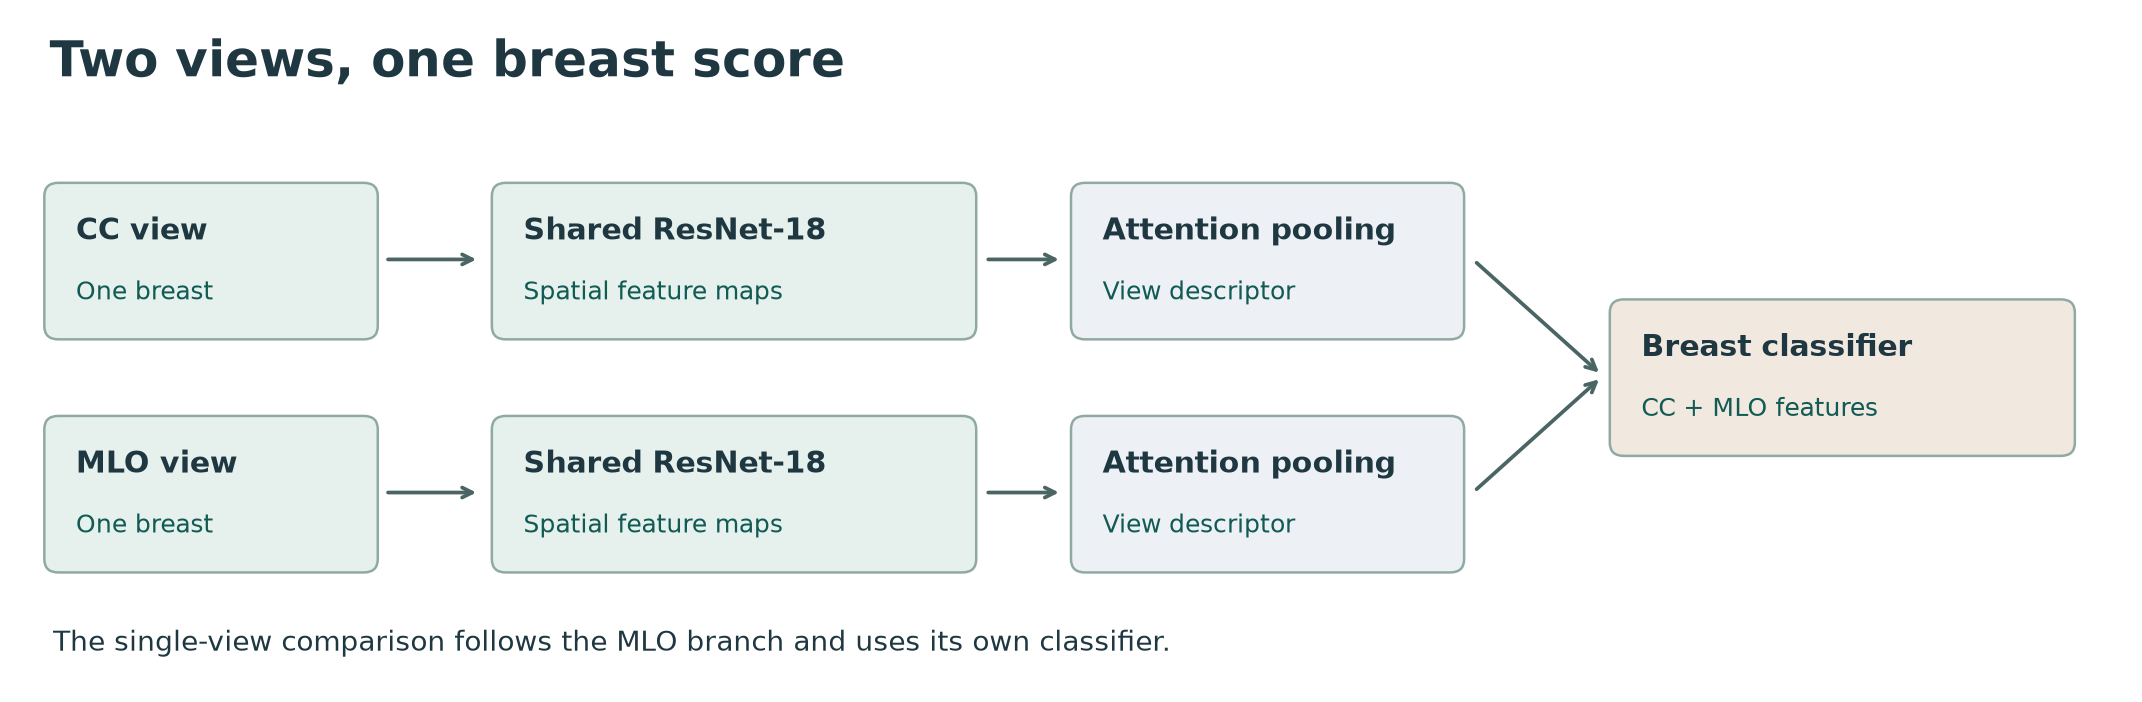 Two views, one breast score
CC view
One breast
Shared ResNet-18
Spatial feature maps
Attention pooling
View descriptor
MLO view
One breast
Shared ResNet-18
Spatial feature maps
Attention pooling
View descriptor
Breast classifier
CC + MLO features
The single-view comparison follows the MLO branch and uses its own classifier.